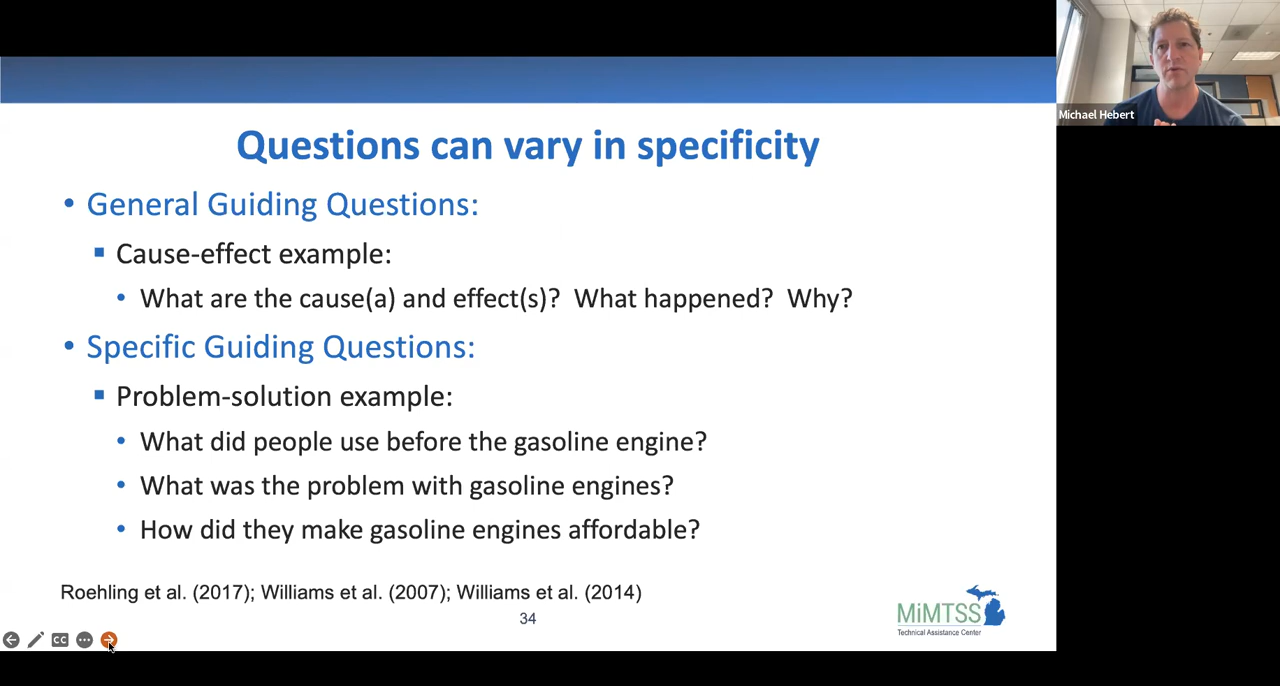 Questions can vary in specificity
• General Guiding Questions:
▪ Cause-effect example:
• What are the cause(a) and effect(s)? What happened? Why?
• Specific Guiding Questions:
▪ Problem-solution example:
• What did people use before the gasoline engine?
• What was the problem with gasoline engines?
• How did they make gasoline engines affordable?
Roehling et al. (2017); Williams et al. (2007); Williams et al. (2014)
34
MiMTSS
Technical Assistance Center
CC
Michael Hebert